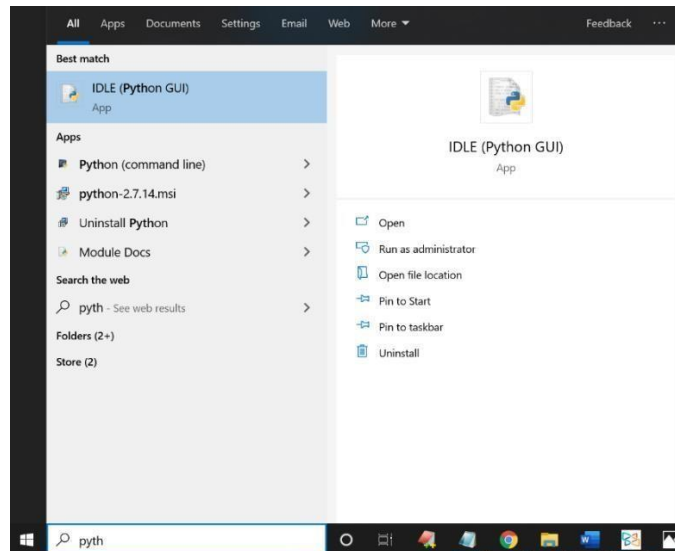 All Apps Documents Settings Email Web More Feedback ...
Best match
IDLE (Python GUI)
App
Apps
Python (command line)
python-2.7.14.msi
Uninstall Python
Module Docs
Search the web
pyth - See web results
Folders (2+)
Store (2)
IDLE (Python GUI)
App
Open
Run as administrator
Open file location
Pin to Start
Pin to taskbar
Uninstall
pyth
W